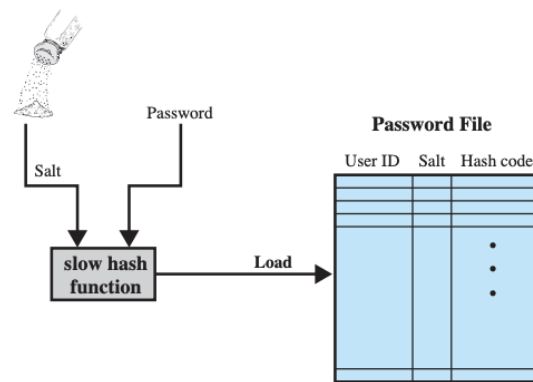 Password
Salt
slow hash
function
Load
Password File
User ID Salt Hash code